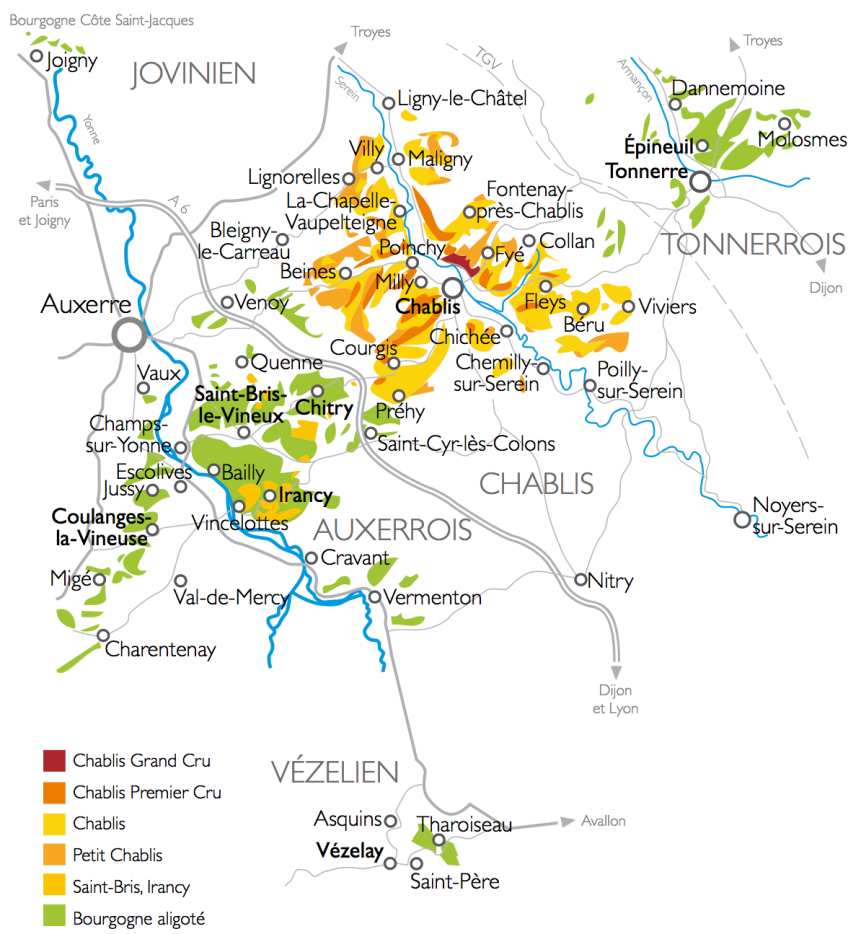 Bourgogne Côte Saint-Jacques
Joigny
JOVINIEN
Troyes
TGV
Troyes
Yonne
Serein
Armançon
Ligny-le-Châtel
Dannemoine
Molosmes
Épineuil
Tonnerre
Villy
Maligny
Lignorelles
Paris
et Joigny
A 6
La-Chapelle-
Vaupelteigne
Fontenay-
près-Chablis
Bleigny-
le-Carreau
Poinchy
Fyé
Collan
TONNERROIS
Beines
Milly
Dijon
Auxerre
Venoy
Chablis
Fleys
Béru
Viviers
Chichée
Courgis
Chemilly-
sur-Serein
Poilly-
sur-Serein
Quenne
Vaux
Saint-Bris-
le-Vineux
Chitry
Préhy
Champs-
sur-Yonne
Saint-Cyr-lès-Colons
Escolives
Bailly
Jussy
Irancy
CHABLIS
Coulanges-
la-Vineuse
Vincelottes
AUXERROIS
Noyers-
sur-Serein
Cravant
Migé
Val-de-Mercy
Vermenton
Nitry
Charentenay
Dijon
et Lyon
Chablis Grand Cru
Chablis Premier Cru
Chablis
Petit Chablis
Saint-Bris, Irancy
Bourgogne aligoté
VÉZELIEN
Asquins
Tharoiseau
Avallon
Vézelay
Saint-Père